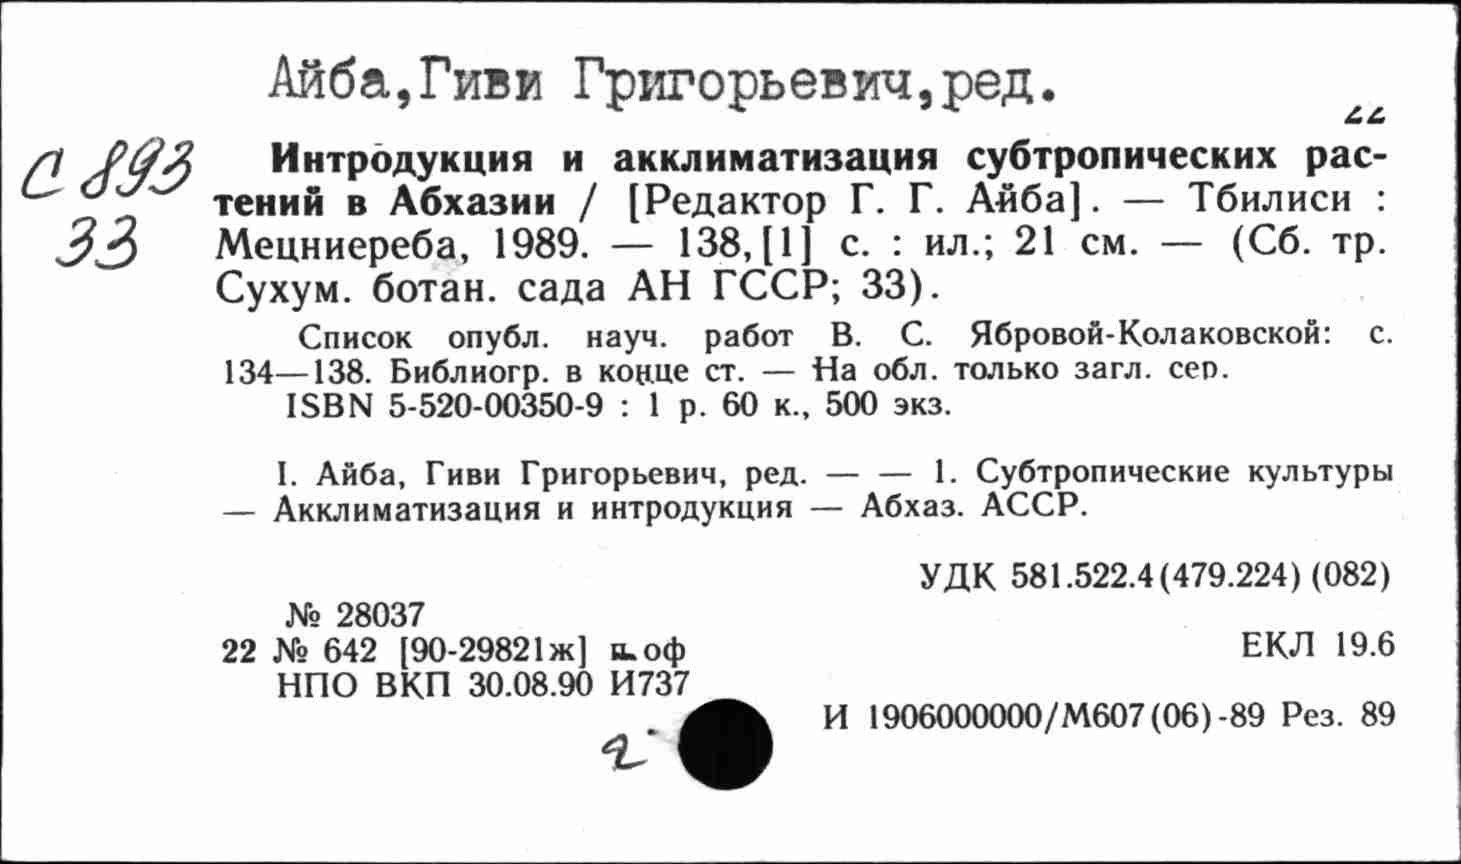 Айба,Гиви Григорьевич,ред.
22
С 893
33
Интродукция и акклиматизация субтропических рас-
тений в Абхазии / [Редактор Г. Г. Айба]. — Тбилиси :
Мецниереба, 1989. — 138,[1] с. : ил.; 21 см. — (Сб. тр.
Сухум. ботан. сада АН ГССР; 33).
Список опубл. науч. работ В. С. Ябровой-Колаковской: с.
134—138. Библиогр. в конце ст. — На обл. только загл. сер.
ISBN 5-520-00350-9 : 1 р. 60 к., 500 экз.
I. Айба, Гиви Григорьевич, ред. — — 1. Субтропические культуры
— Акклиматизация и интродукция — Абхаз. АССР.
УДК 581.522.4(479.224)(082)
№ 28037
22 № 642 [90-29821ж] п. оф
ЕКЛ 19.6
НПО ВКП 30.08.90 И737
И 1906000000/М607(06)-89 Рез. 89
2